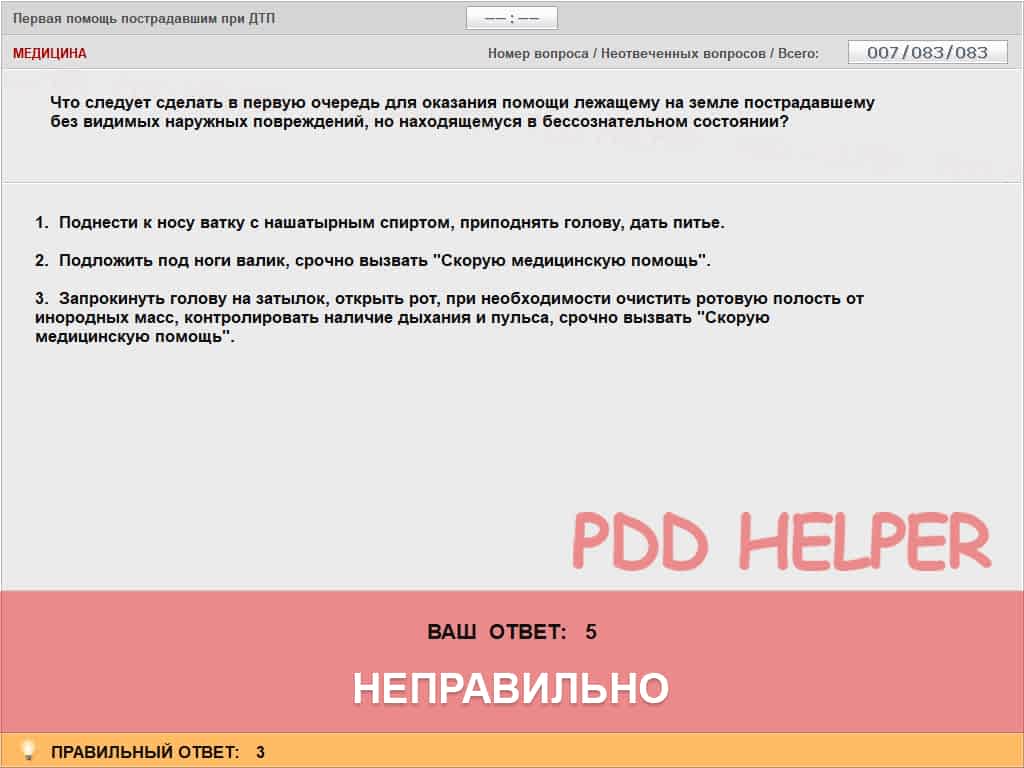 Первая помощь пострадавшим при ДТП
—— : ——
МЕДИЦИНА
Номер вопроса / Неотвеченных вопросов / Всего:
007/083/083
Что следует сделать в первую очередь для оказания помощи лежащему на земле пострадавшему
без видимых наружных повреждений, но находящемуся в бессознательном состоянии?
1. Поднести к носу ватку с нашатырным спиртом, приподнять голову, дать питье.
2. Подложить под ноги валик, срочно вызвать "Скорую медицинскую помощь".
3. Запрокинуть голову на затылок, открыть рот, при необходимости очистить ротовую полость от
инородных масс, контролировать наличие дыхания и пульса, срочно вызвать "Скорую
медицинскую помощь".
PDD HELPER
ВАШ ОТВЕТ: 5
НЕПРАВИЛЬНО
ПРАВИЛЬНЫЙ ОТВЕТ: 3